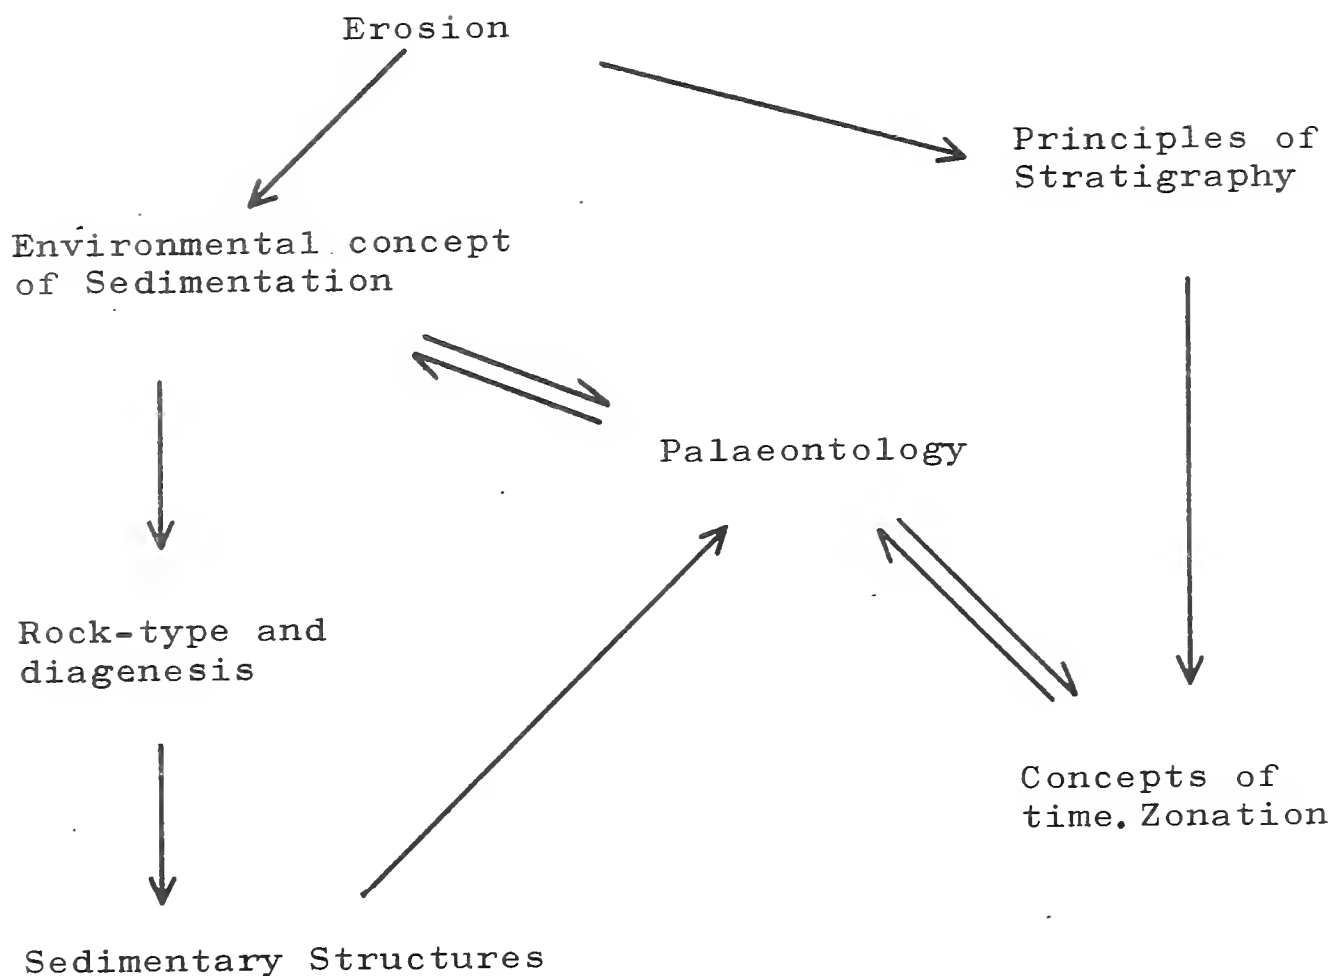 Erosion
Principles of
Stratigraphy
Environmental concept
of Sedimentation
Palaeontology
Rock-type and
diagenesis
Concepts of
time. Zonation
Sedimentary Structures